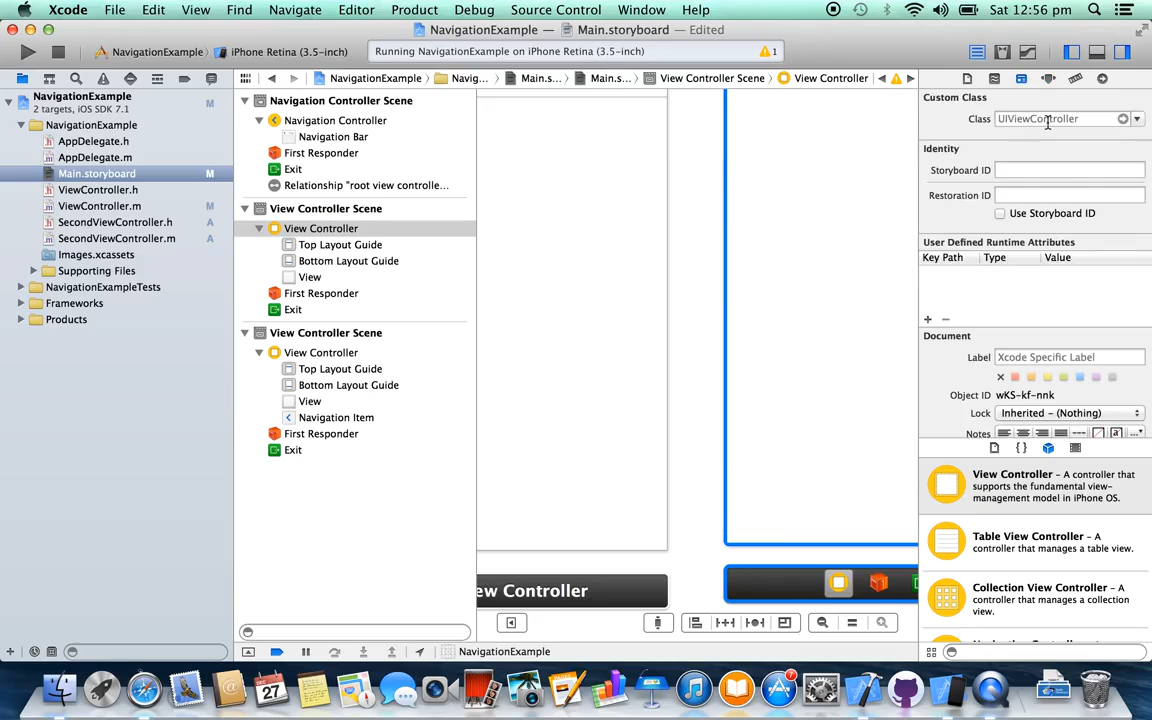 Xcode File Edit View Find Navigate Editor Product Debug Source Control Window Help Sat 12:56 pm
NavigationExample — Main.storyboard — Edited
NavigationExample iPhone Retina (3.5-inch) Running NavigationExample on iPhone Retina (3.5-inch) 1
NavigationExample Navig... Main.s... Main.s... View Controller Scene View Controller
NavigationExample M
2 targets, iOS SDK 7.1
NavigationExample
AppDelegate.h
AppDelegate.m
Main.storyboard M
ViewController.h
ViewController.m M
SecondViewController.h A
SecondViewController.m A
Images.xcassets
Supporting Files
NavigationExampleTests
Frameworks
Products
Navigation Controller Scene
Navigation Controller
Navigation Bar
First Responder
Exit
Relationship "root view controlle...
View Controller Scene
View Controller
Top Layout Guide
Bottom Layout Guide
View
First Responder
Exit
View Controller Scene
View Controller
Top Layout Guide
Bottom Layout Guide
View
Navigation Item
First Responder
Exit
ew Controller
Custom Class
Class UIViewController
Identity
Storyboard ID
Restoration ID
Use Storyboard ID
User Defined Runtime Attributes
Key Path Type Value
Document
Label Xcode Specific Label
Object ID wKS-kf-nnk
Lock Inherited - (Nothing)
Notes
View Controller - A controller that
supports the fundamental view-
management model in iPhone OS.
Table View Controller - A
controller that manages a table view.
Collection View Controller - A
controller that manages a collection
view.
NavigationExample
27
7